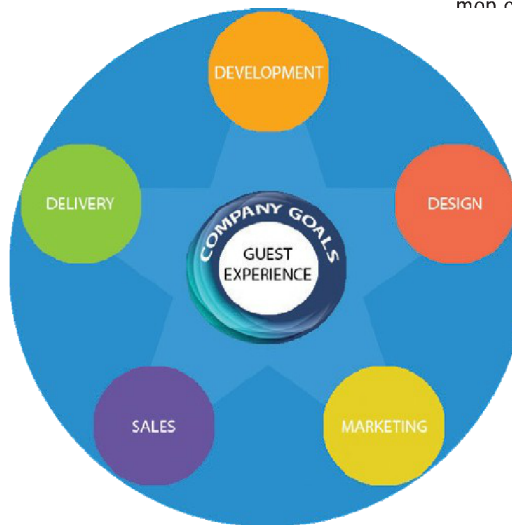 DEVELOPMENT
DELIVERY
DESIGN
COMPANY GOALS
GUEST
EXPERIENCE
SALES
MARKETING